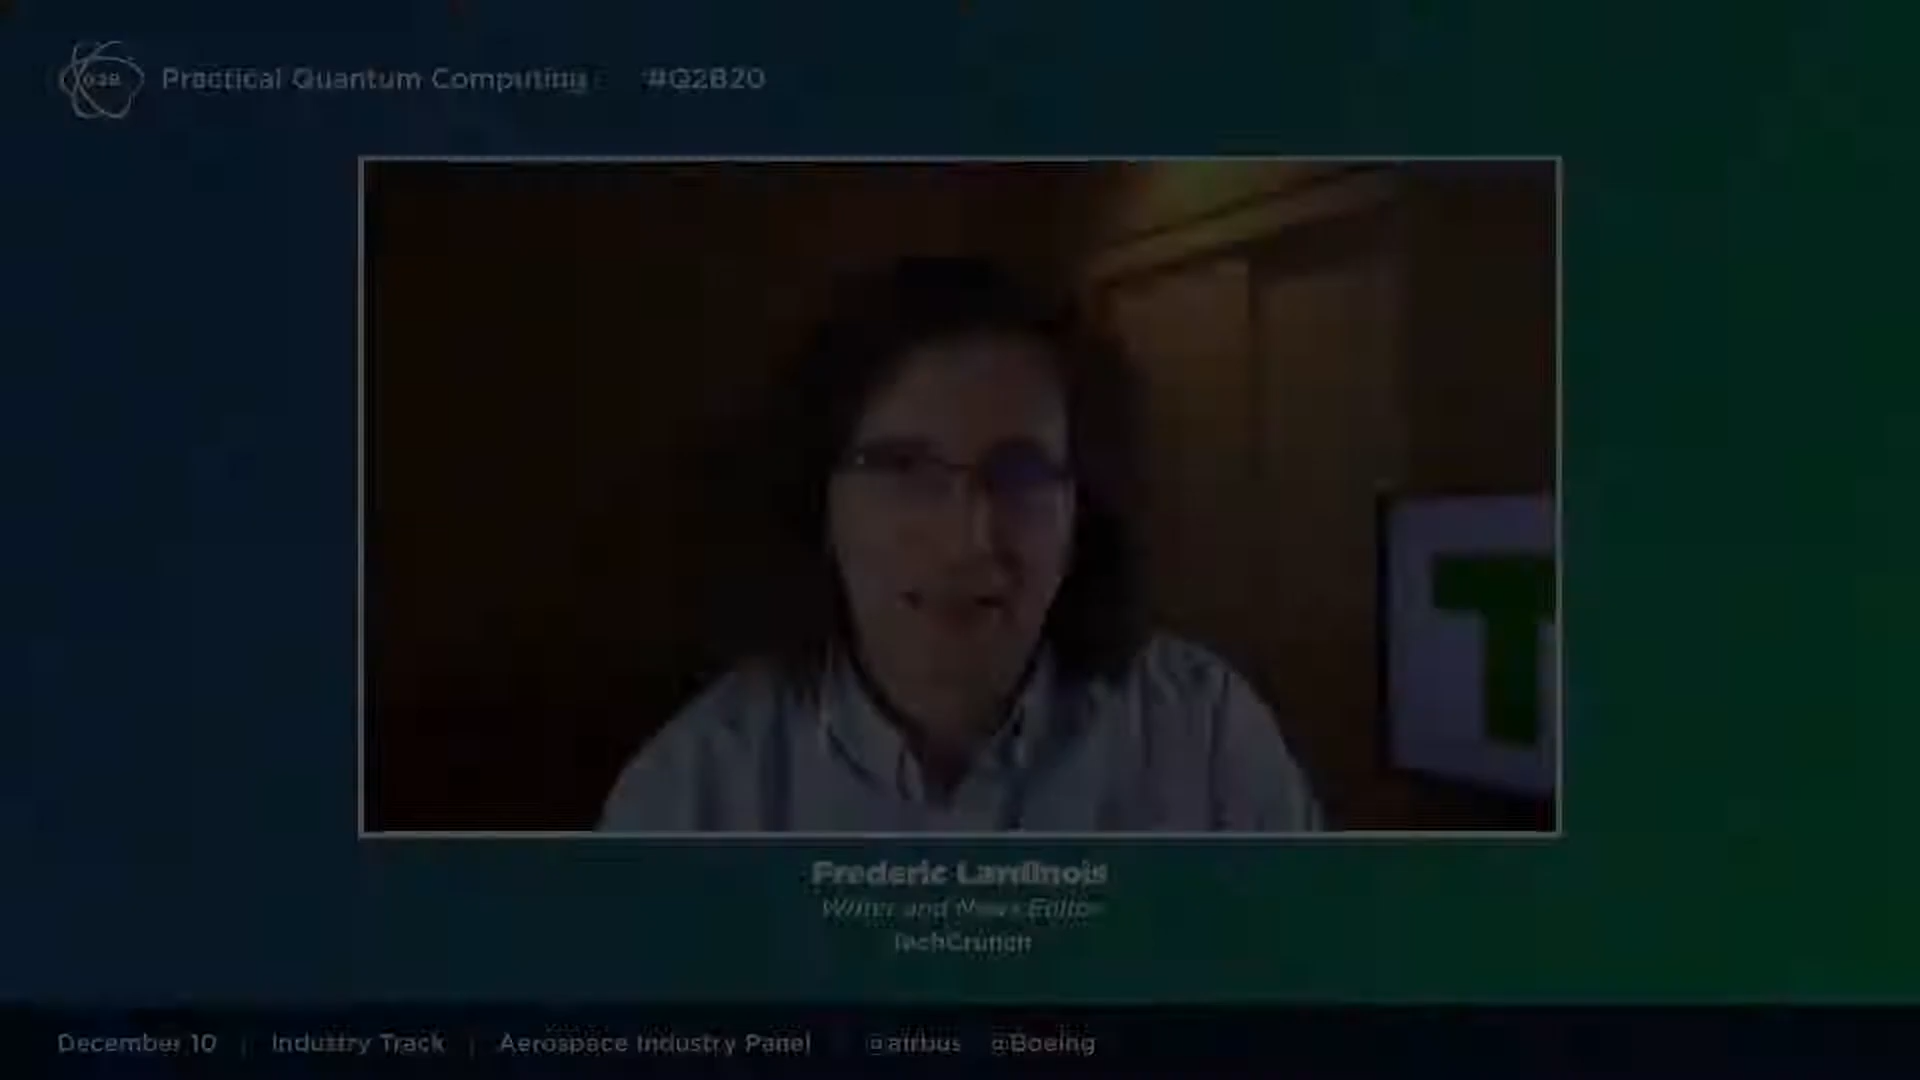 Q2B Practical Quantum Computing #Q2B20
T
Frederic Lardinois
Writer and News Editor
TechCrunch
December 10 | Industry Track | Aerospace Industry Panel @airbus @Boeing